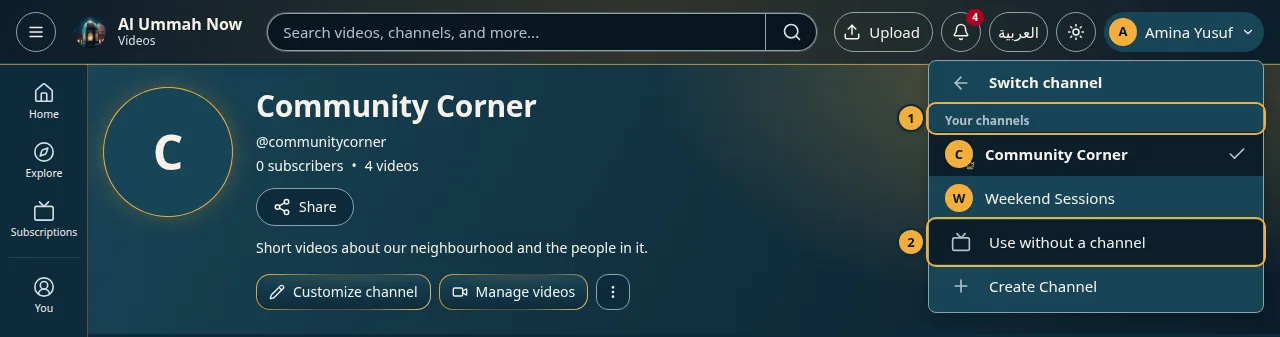 Al Ummah Now
Videos
Search videos, channels, and more...
Upload
4
العربية
A
Amina Yusuf
Home
Explore
Subscriptions
You
C
Community Corner
@communitycorner
0 subscribers • 4 videos
Share
Short videos about our neighbourhood and the people in it.
Customize channel
Manage videos
Switch channel
1
Your channels
C
Community Corner
W
Weekend Sessions
2
Use without a channel
Create Channel